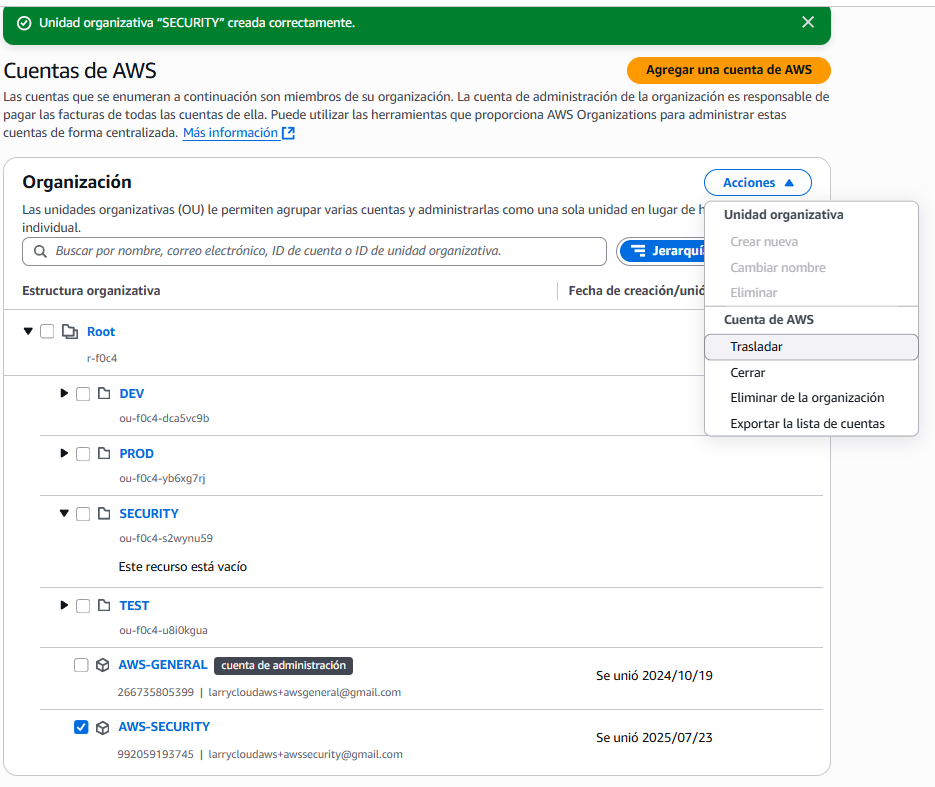 Unidad organizativa “SECURITY” creada correctamente.
Cuentas de AWS
Agregar una cuenta de AWS
Las cuentas que se enumeran a continuación son miembros de su organización. La cuenta de administración de la organización es responsable de
pagar las facturas de todas las cuentas de ella. Puede utilizar las herramientas que proporciona AWS Organizations para administrar estas
cuentas de forma centralizada. Más información
Organización
Acciones
Las unidades organizativas (OU) le permiten agrupar varias cuentas y administrarlas como una sola unidad en lugar de
individual.
Buscar por nombre, correo electrónico, ID de cuenta o ID de unidad organizativa.
Unidad organizativa
Crear nueva
Cambiar nombre
Eliminar
Cuenta de AWS
Trasladar
Cerrar
Eliminar de la organización
Exportar la lista de cuentas
Estructura organizativa
Fecha de
Root
r-f0c4
DEV
ou-f0c4-dca5vc9b
PROD
ou-f0c4-yb6xg7rj
SECURITY
ou-f0c4-s2wynu59
Este recurso está vacío
TEST
ou-f0c4-u8i0kgua
AWS-GENERAL cuenta de administración
266735805399 | larrycloudaws+awsgeneral@gmail.com
Se unió 2024/10/19
AWS-SECURITY
992059193745 | larrycloudaws+awssecurity@gmail.com
Se unió 2025/07/23